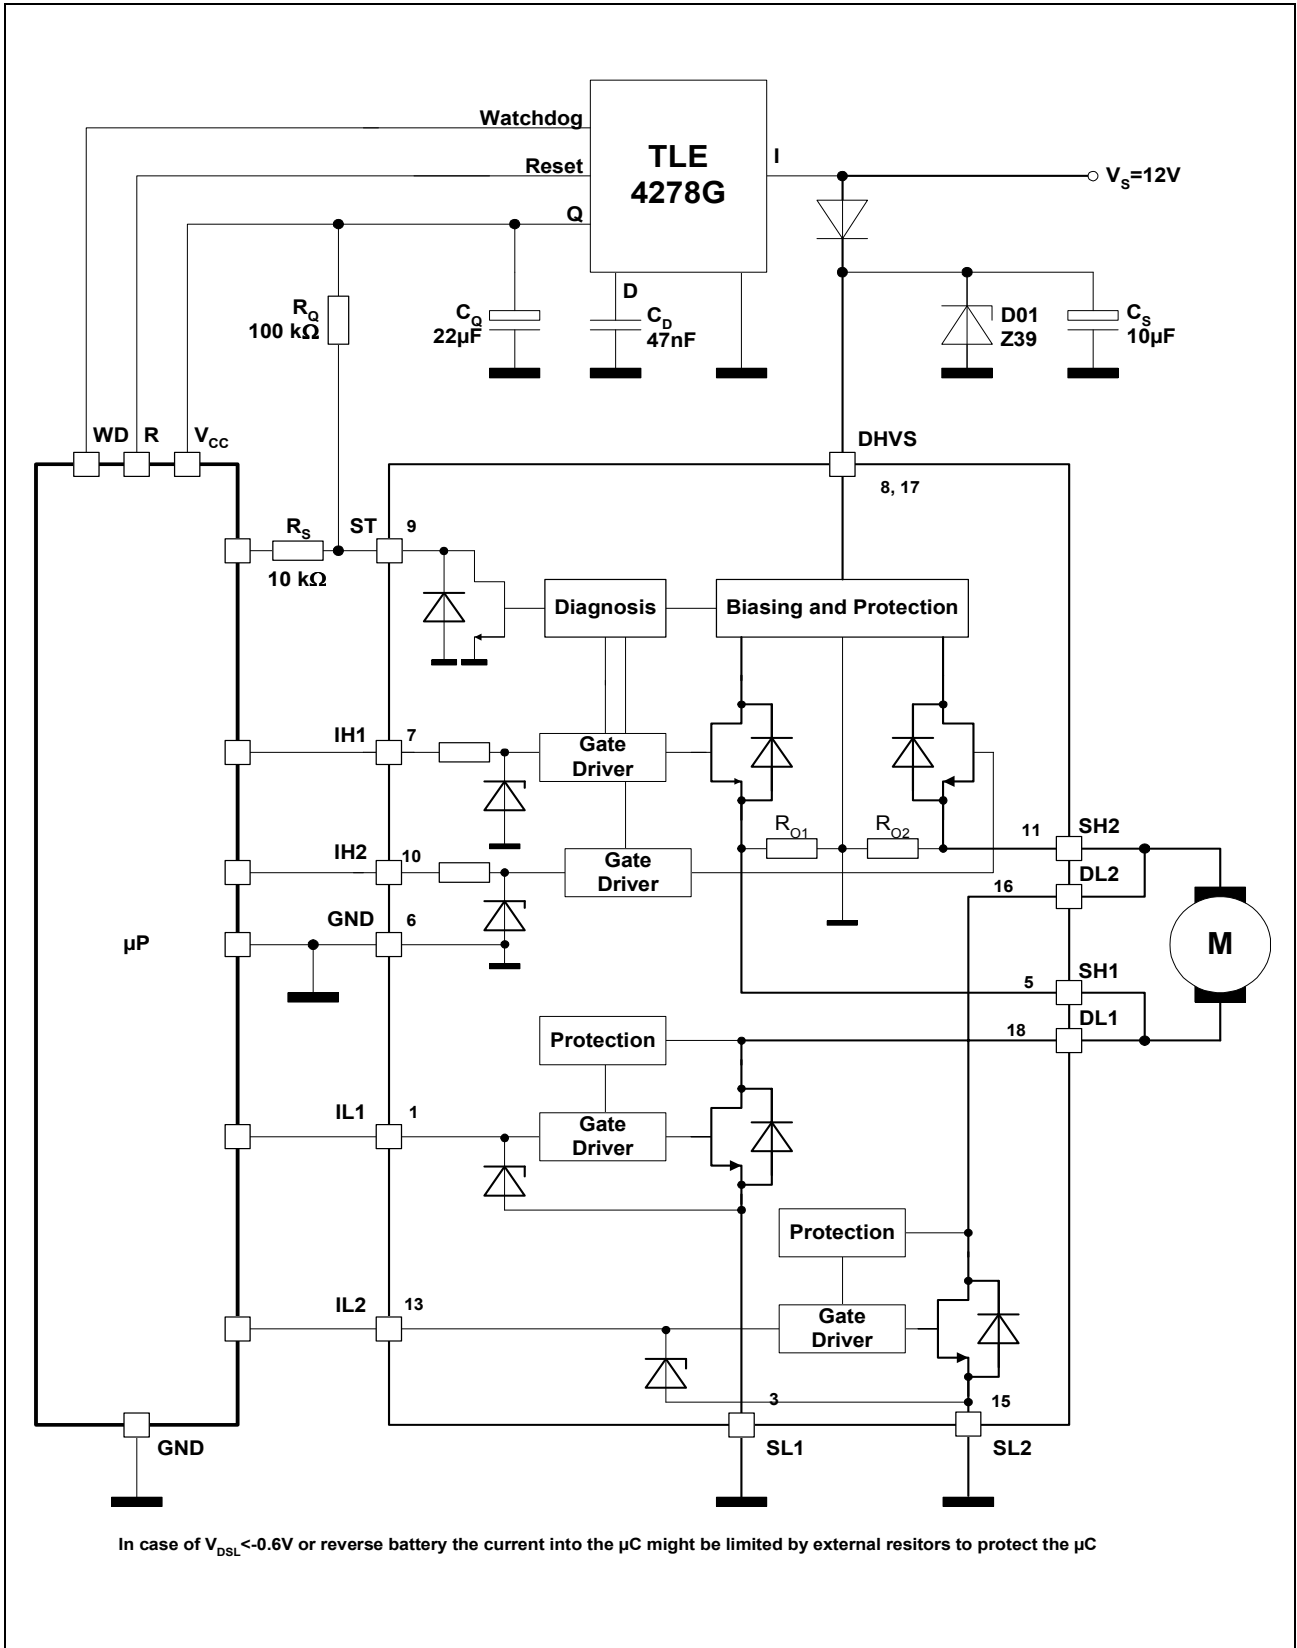 Watchdog
TLE
4278G
I
Reset
V_S=12V
Q
D
R_Q
100 kΩ
C_Q
22µF
C_D
47nF
D01
Z39
C_S
10µF
WD
R
V_CC
DHVS
8, 17
R_S
10 kΩ
ST
9
Diagnosis
Biasing and Protection
IH1
7
Gate
Driver
R_O1
R_O2
11
SH2
IH2
10
Gate
Driver
16
DL2
GND
6
µP
M
5
SH1
Protection
18
DL1
IL1
1
Gate
Driver
Protection
IL2
13
Gate
Driver
3
15
GND
SL1
SL2
In case of V_DSL<-0.6V or reverse battery the current into the µC might be limited by external resitors to protect the µC